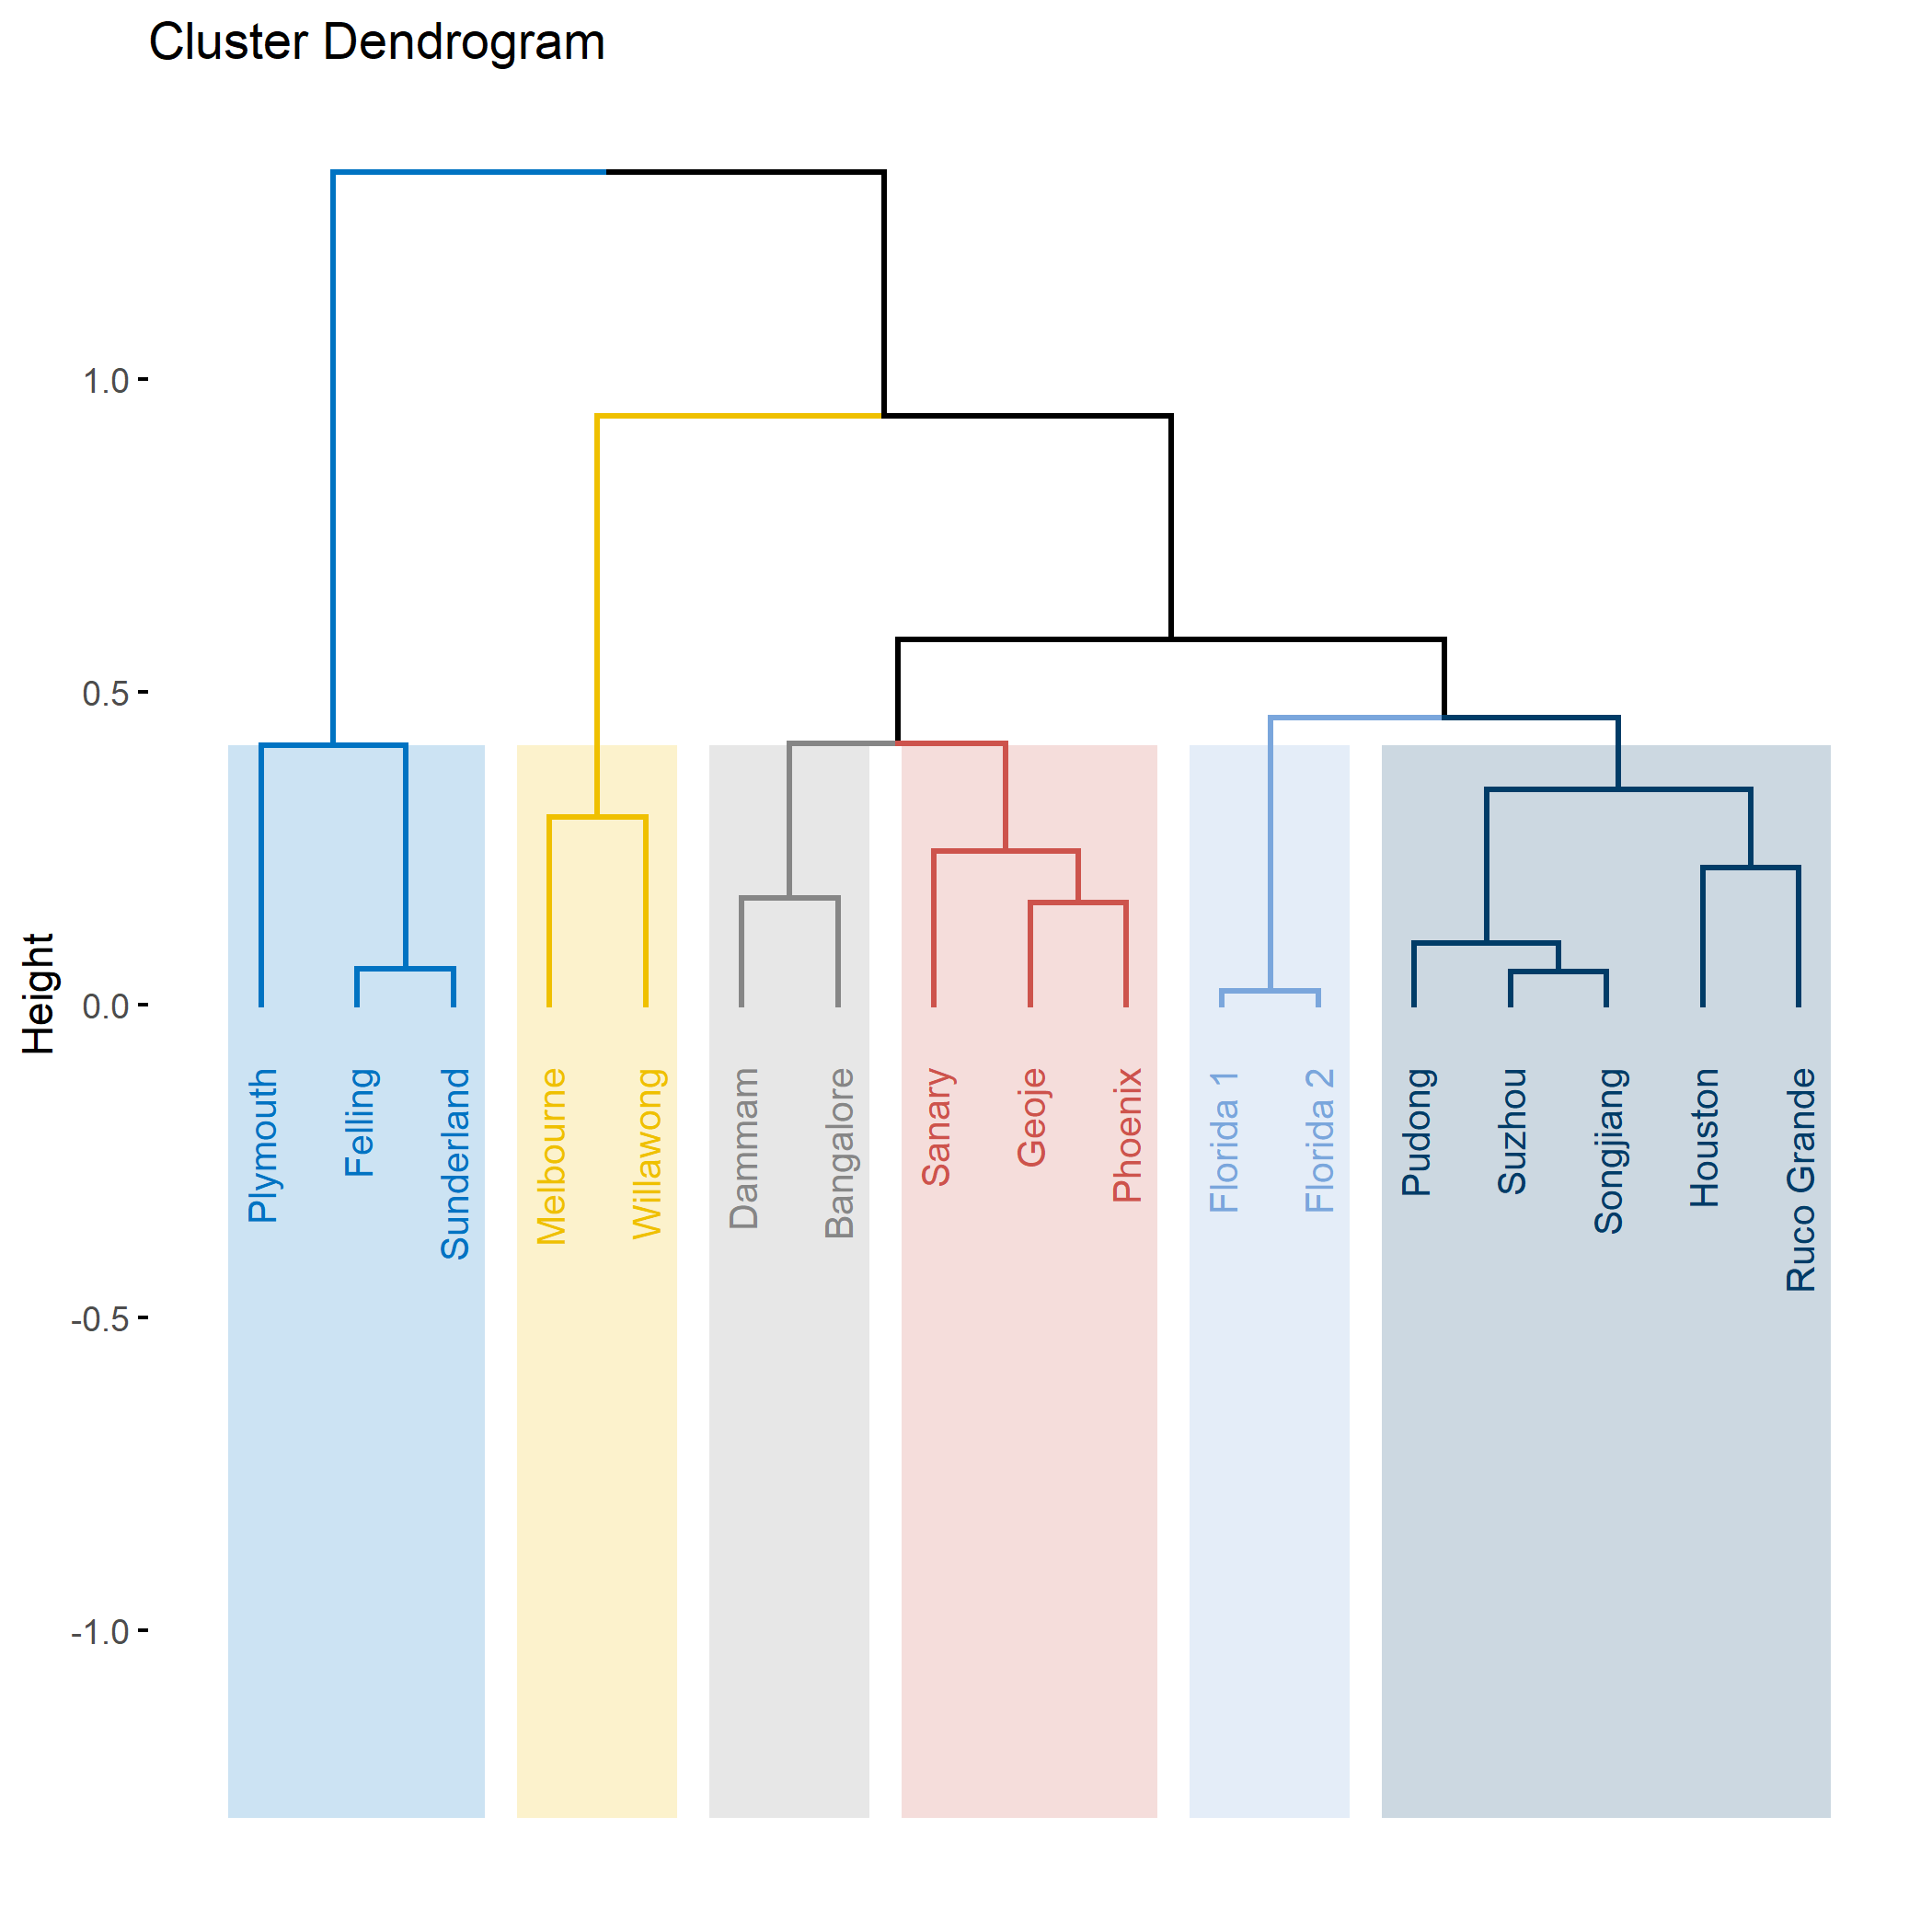 Cluster Dendrogram
Height
1.0
0.5
0.0
-0.5
-1.0
Plymouth
Felling
Sunderland
Melbourne
Willawong
Dammam
Bangalore
Sanary
Geoje
Phoenix
Florida 1
Florida 2
Pudong
Suzhou
Songjiang
Houston
Ruco Grande